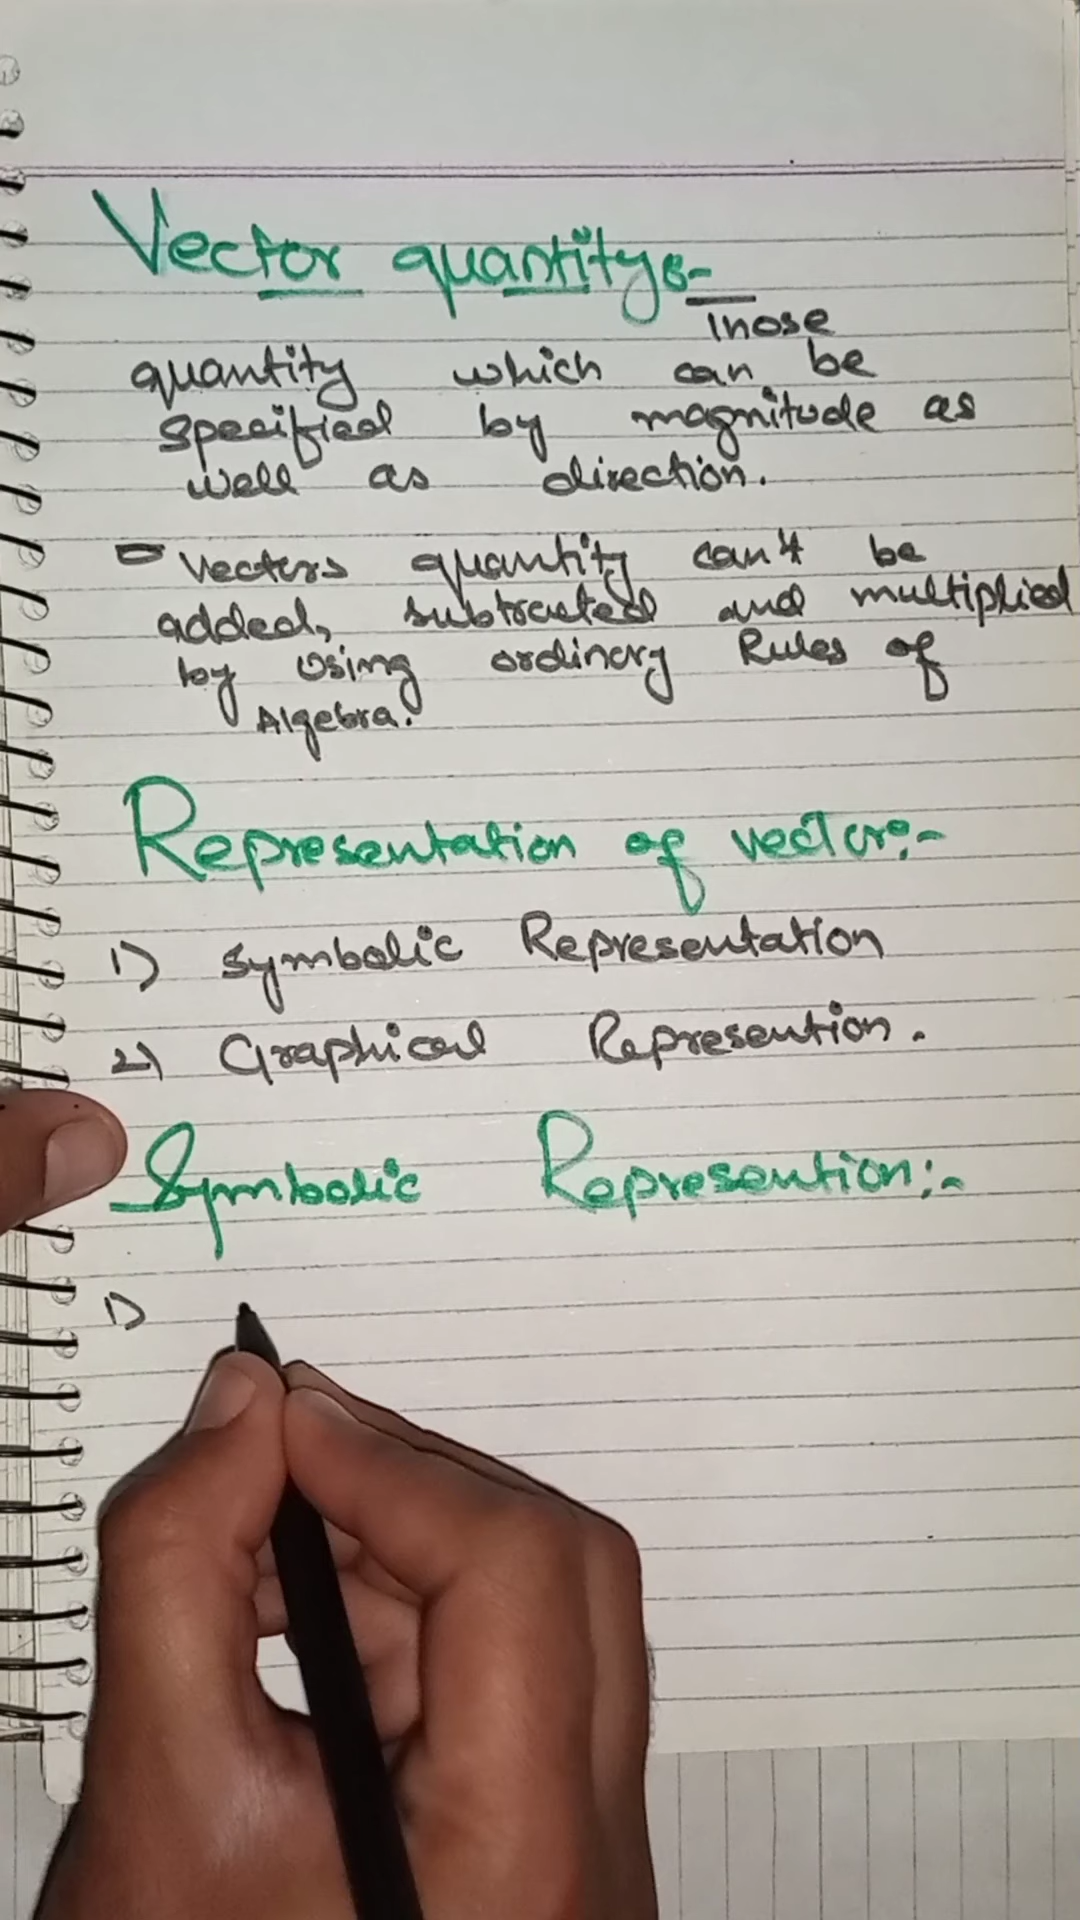 Vector quantity:-
Those
quantity which can be
specified by magnitude as
well as direction.
- Vectors quantity can't be
added, subtracted and multiplied
by using ordinary Rules of
Algebra.
Representation of vector:-
1) Symbolic Representation
2) Graphical Represention.
Symbolic Represention:-
1)